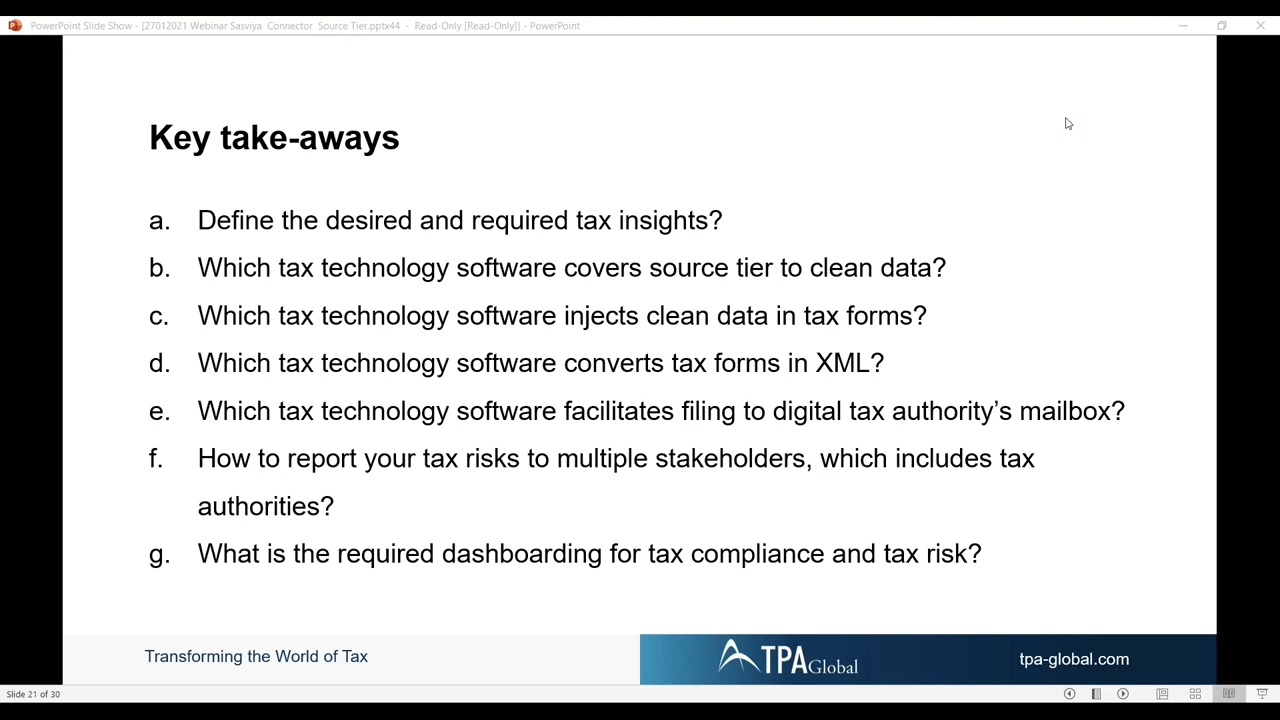 PowerPoint Slide Show - [27012021 Webinar Sasviya Connector Source Tier.pptx44 - Read-Only [Read-Only]] - PowerPoint
Key take-aways
a. Define the desired and required tax insights?
b. Which tax technology software covers source tier to clean data?
c. Which tax technology software injects clean data in tax forms?
d. Which tax technology software converts tax forms in XML?
e. Which tax technology software facilitates filing to digital tax authority’s mailbox?
f. How to report your tax risks to multiple stakeholders, which includes tax
authorities?
g. What is the required dashboarding for tax compliance and tax risk?
Transforming the World of Tax
TPA Global
tpa-global.com
Slide 21 of 30